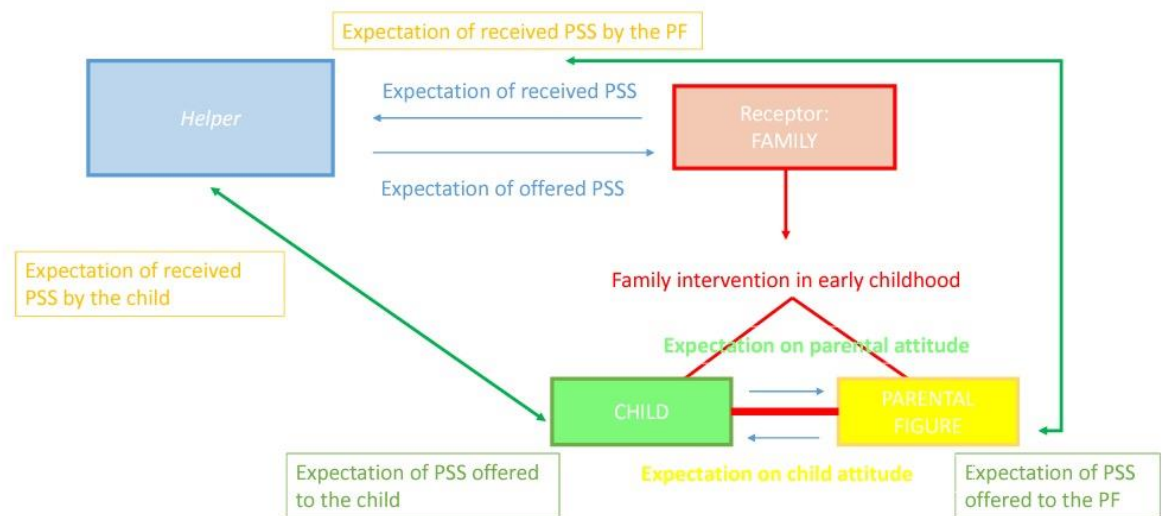 Expectation of received PSS by the PF
Helper
Expectation of received PSS
Receptor:
FAMILY
Expectation of offered PSS
Expectation of received
PSS by the child
Family intervention in early childhood
Expectation on parental attitude
CHILD
PARENTAL
FIGURE
Expectation of PSS offered
to the child
Expectation on child attitude
Expectation of PSS
offered to the PF